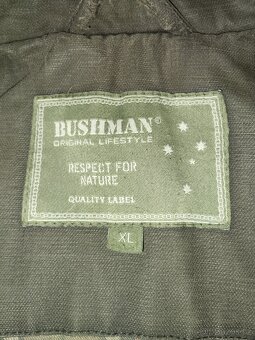 BUSHMAN®
ORIGINAL LIFESTYLE
RESPECT FOR
NATURE
QUALITY LABEL
XL